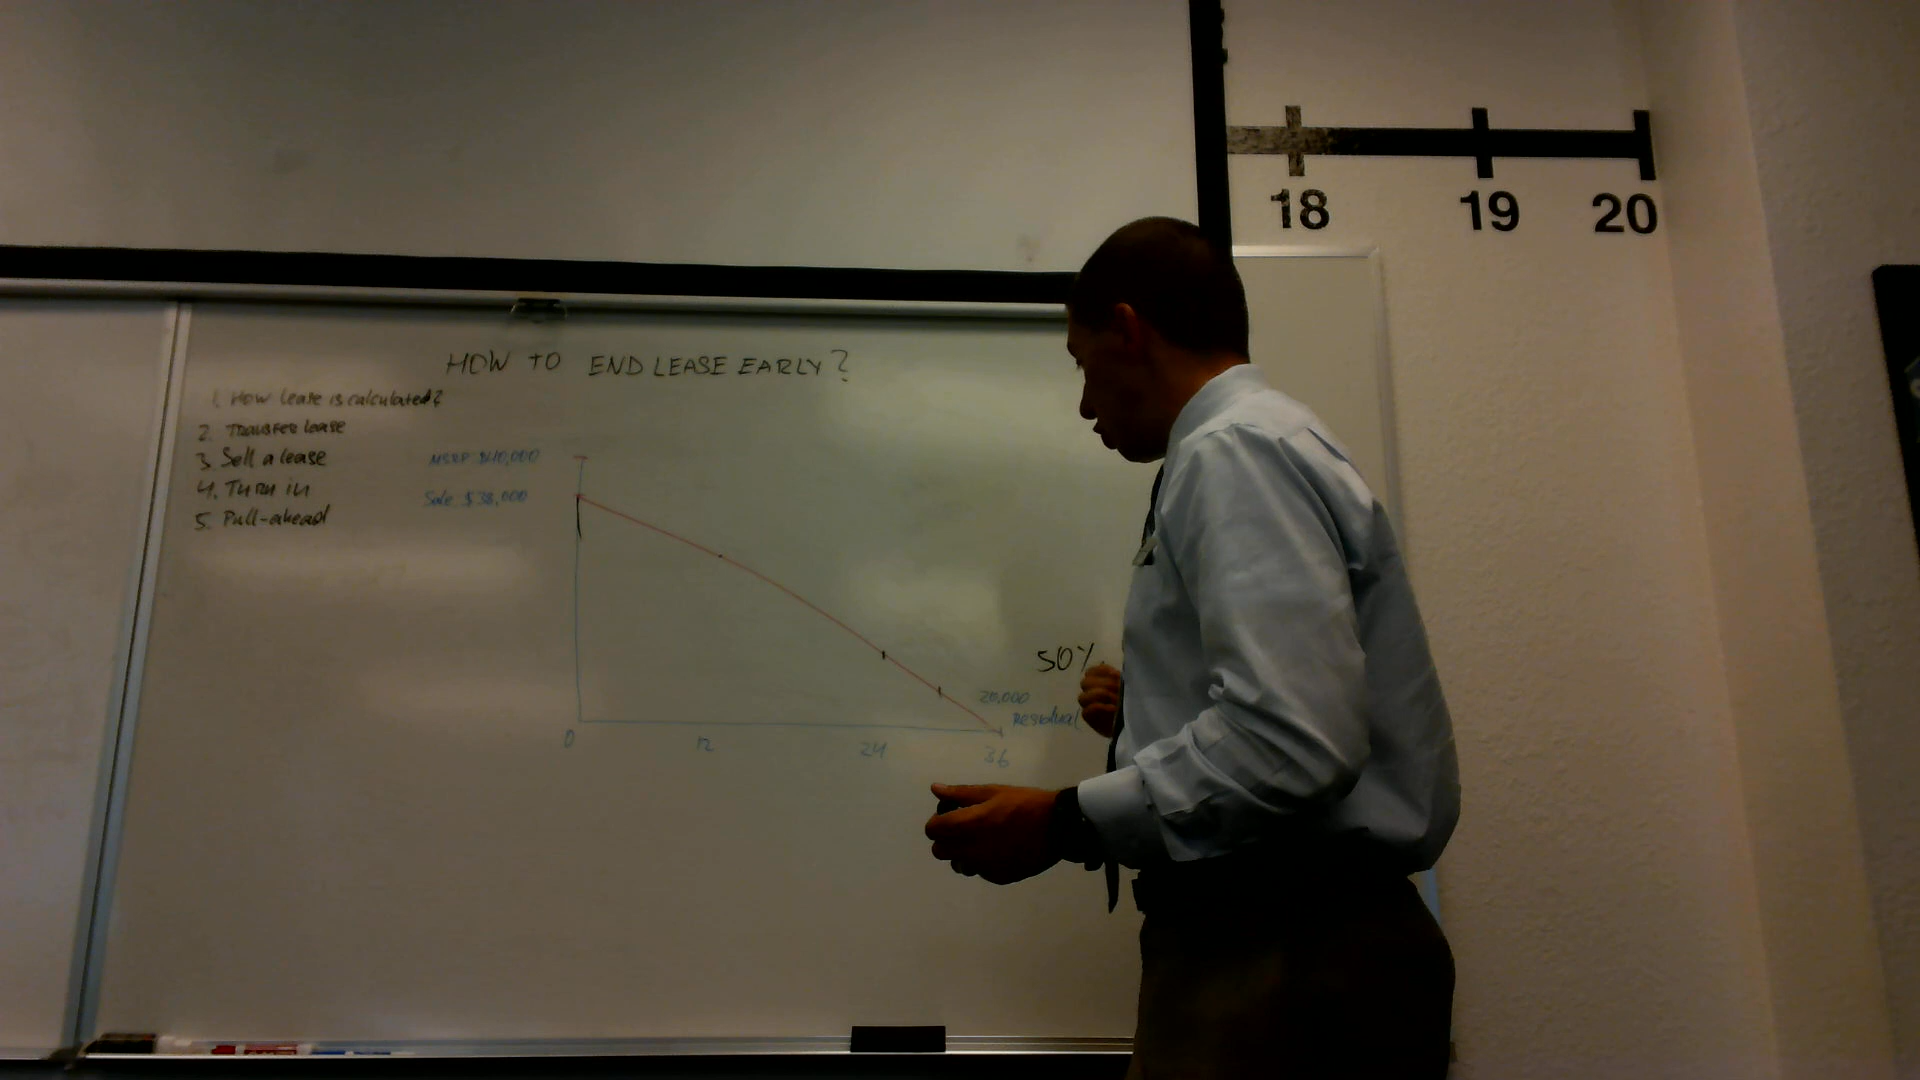 18 19 20
HOW TO END LEASE EARLY?
1. How lease is calculated?
2. Transfer lease
3. Sell a lease
4. Turn in
5. Pull-ahead
MSRP $40,000
Sale $38,000
50%
20,000
Residual
0 12 24 36